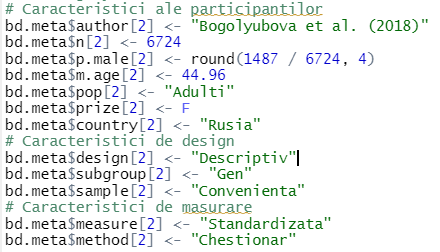 # Caracteristici ale participantilor
bd.meta$author[2] <- "Bogolyubova et al. (2018)"
bd.meta$n[2] <- 6724
bd.meta$p.male[2] <- round(1487 / 6724, 4)
bd.meta$m.age[2] <- 44.96
bd.meta$pop[2] <- "Adulti"
bd.meta$prize[2] <- F
bd.meta$country[2] <- "Rusia"
# Caracteristici de design
bd.meta$design[2] <- "Descriptiv"
bd.meta$subgroup[2] <- "Gen"
bd.meta$sample[2] <- "Convenienta"
# Caracteristici de masurare
bd.meta$measure[2] <- "Standardizata"
bd.meta$method[2] <- "Chestionar"